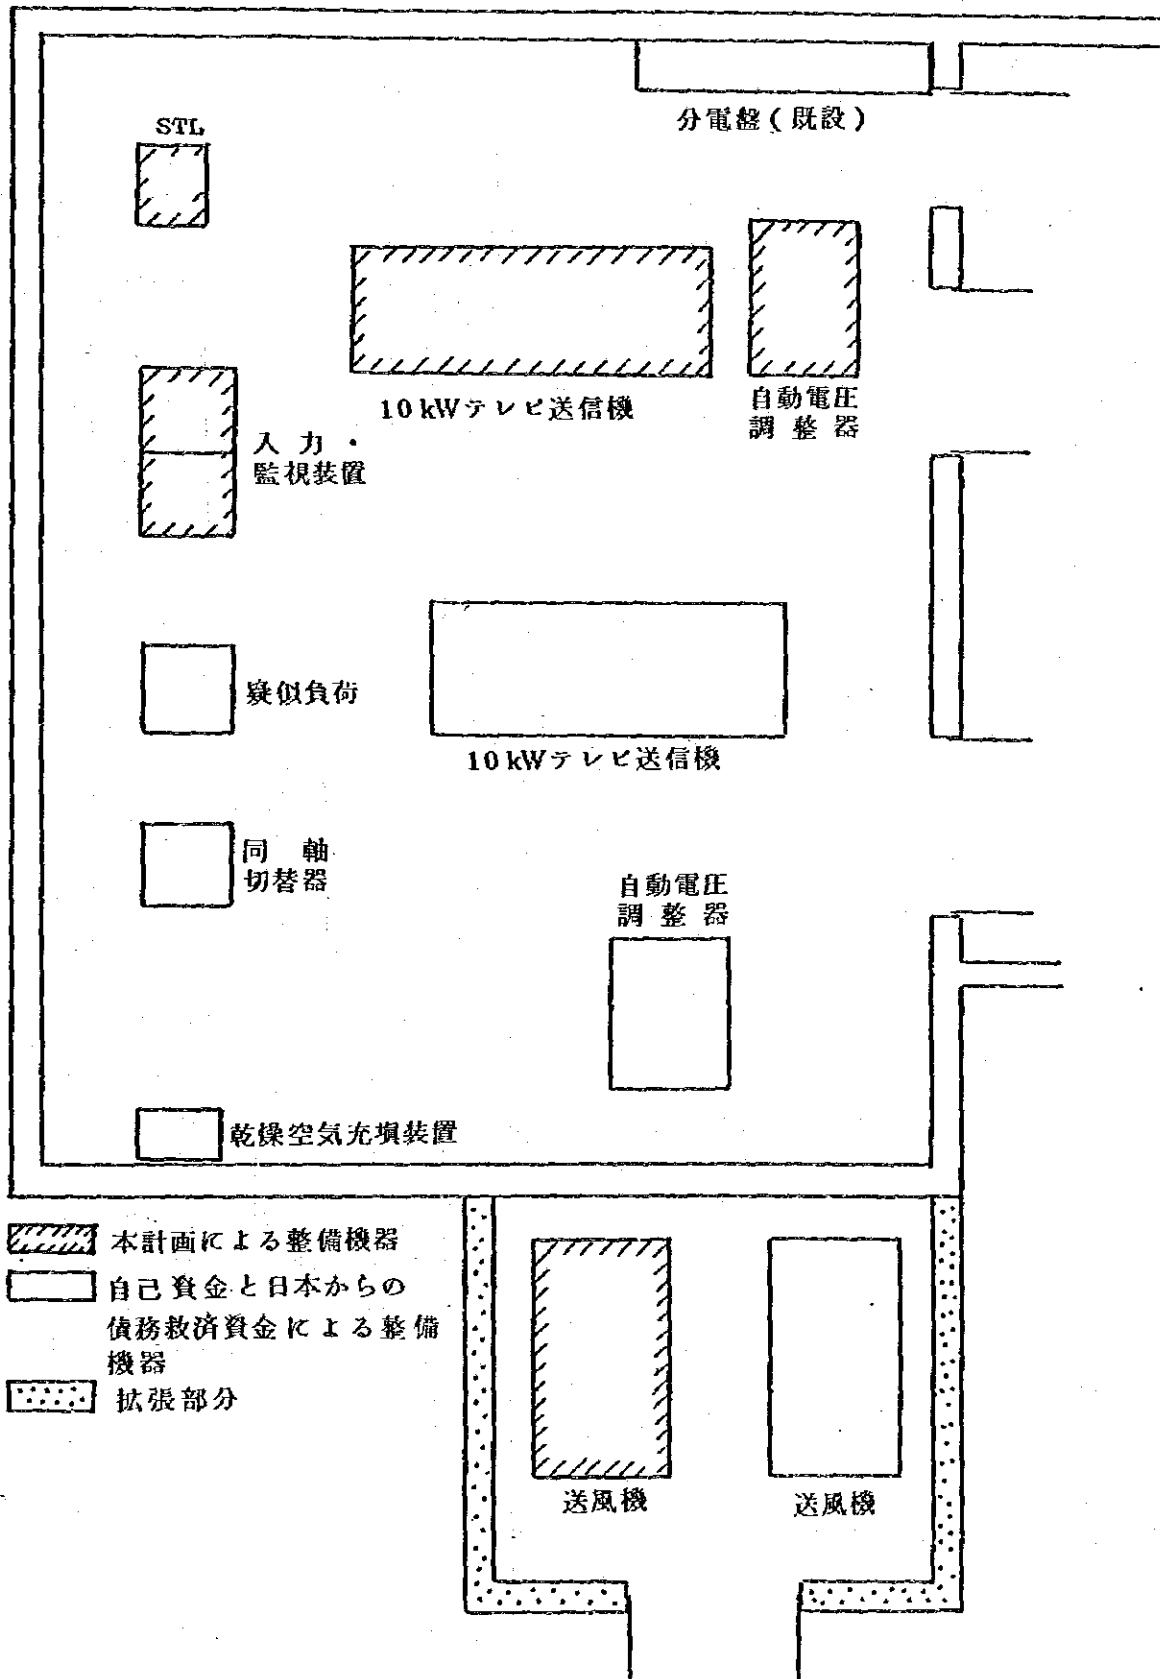 分電盤(既設)
STL
10kWテレビ送信機
自動電圧
調整器
入力・
監視装置
疑似負荷
10kWテレビ送信機
同軸
切替器
自動電圧
調整器
乾燥空気充填装置
本計画による整備機器
自己資金と日本からの
債務救済資金による整備
機器
拡張部分
送風機
送風機